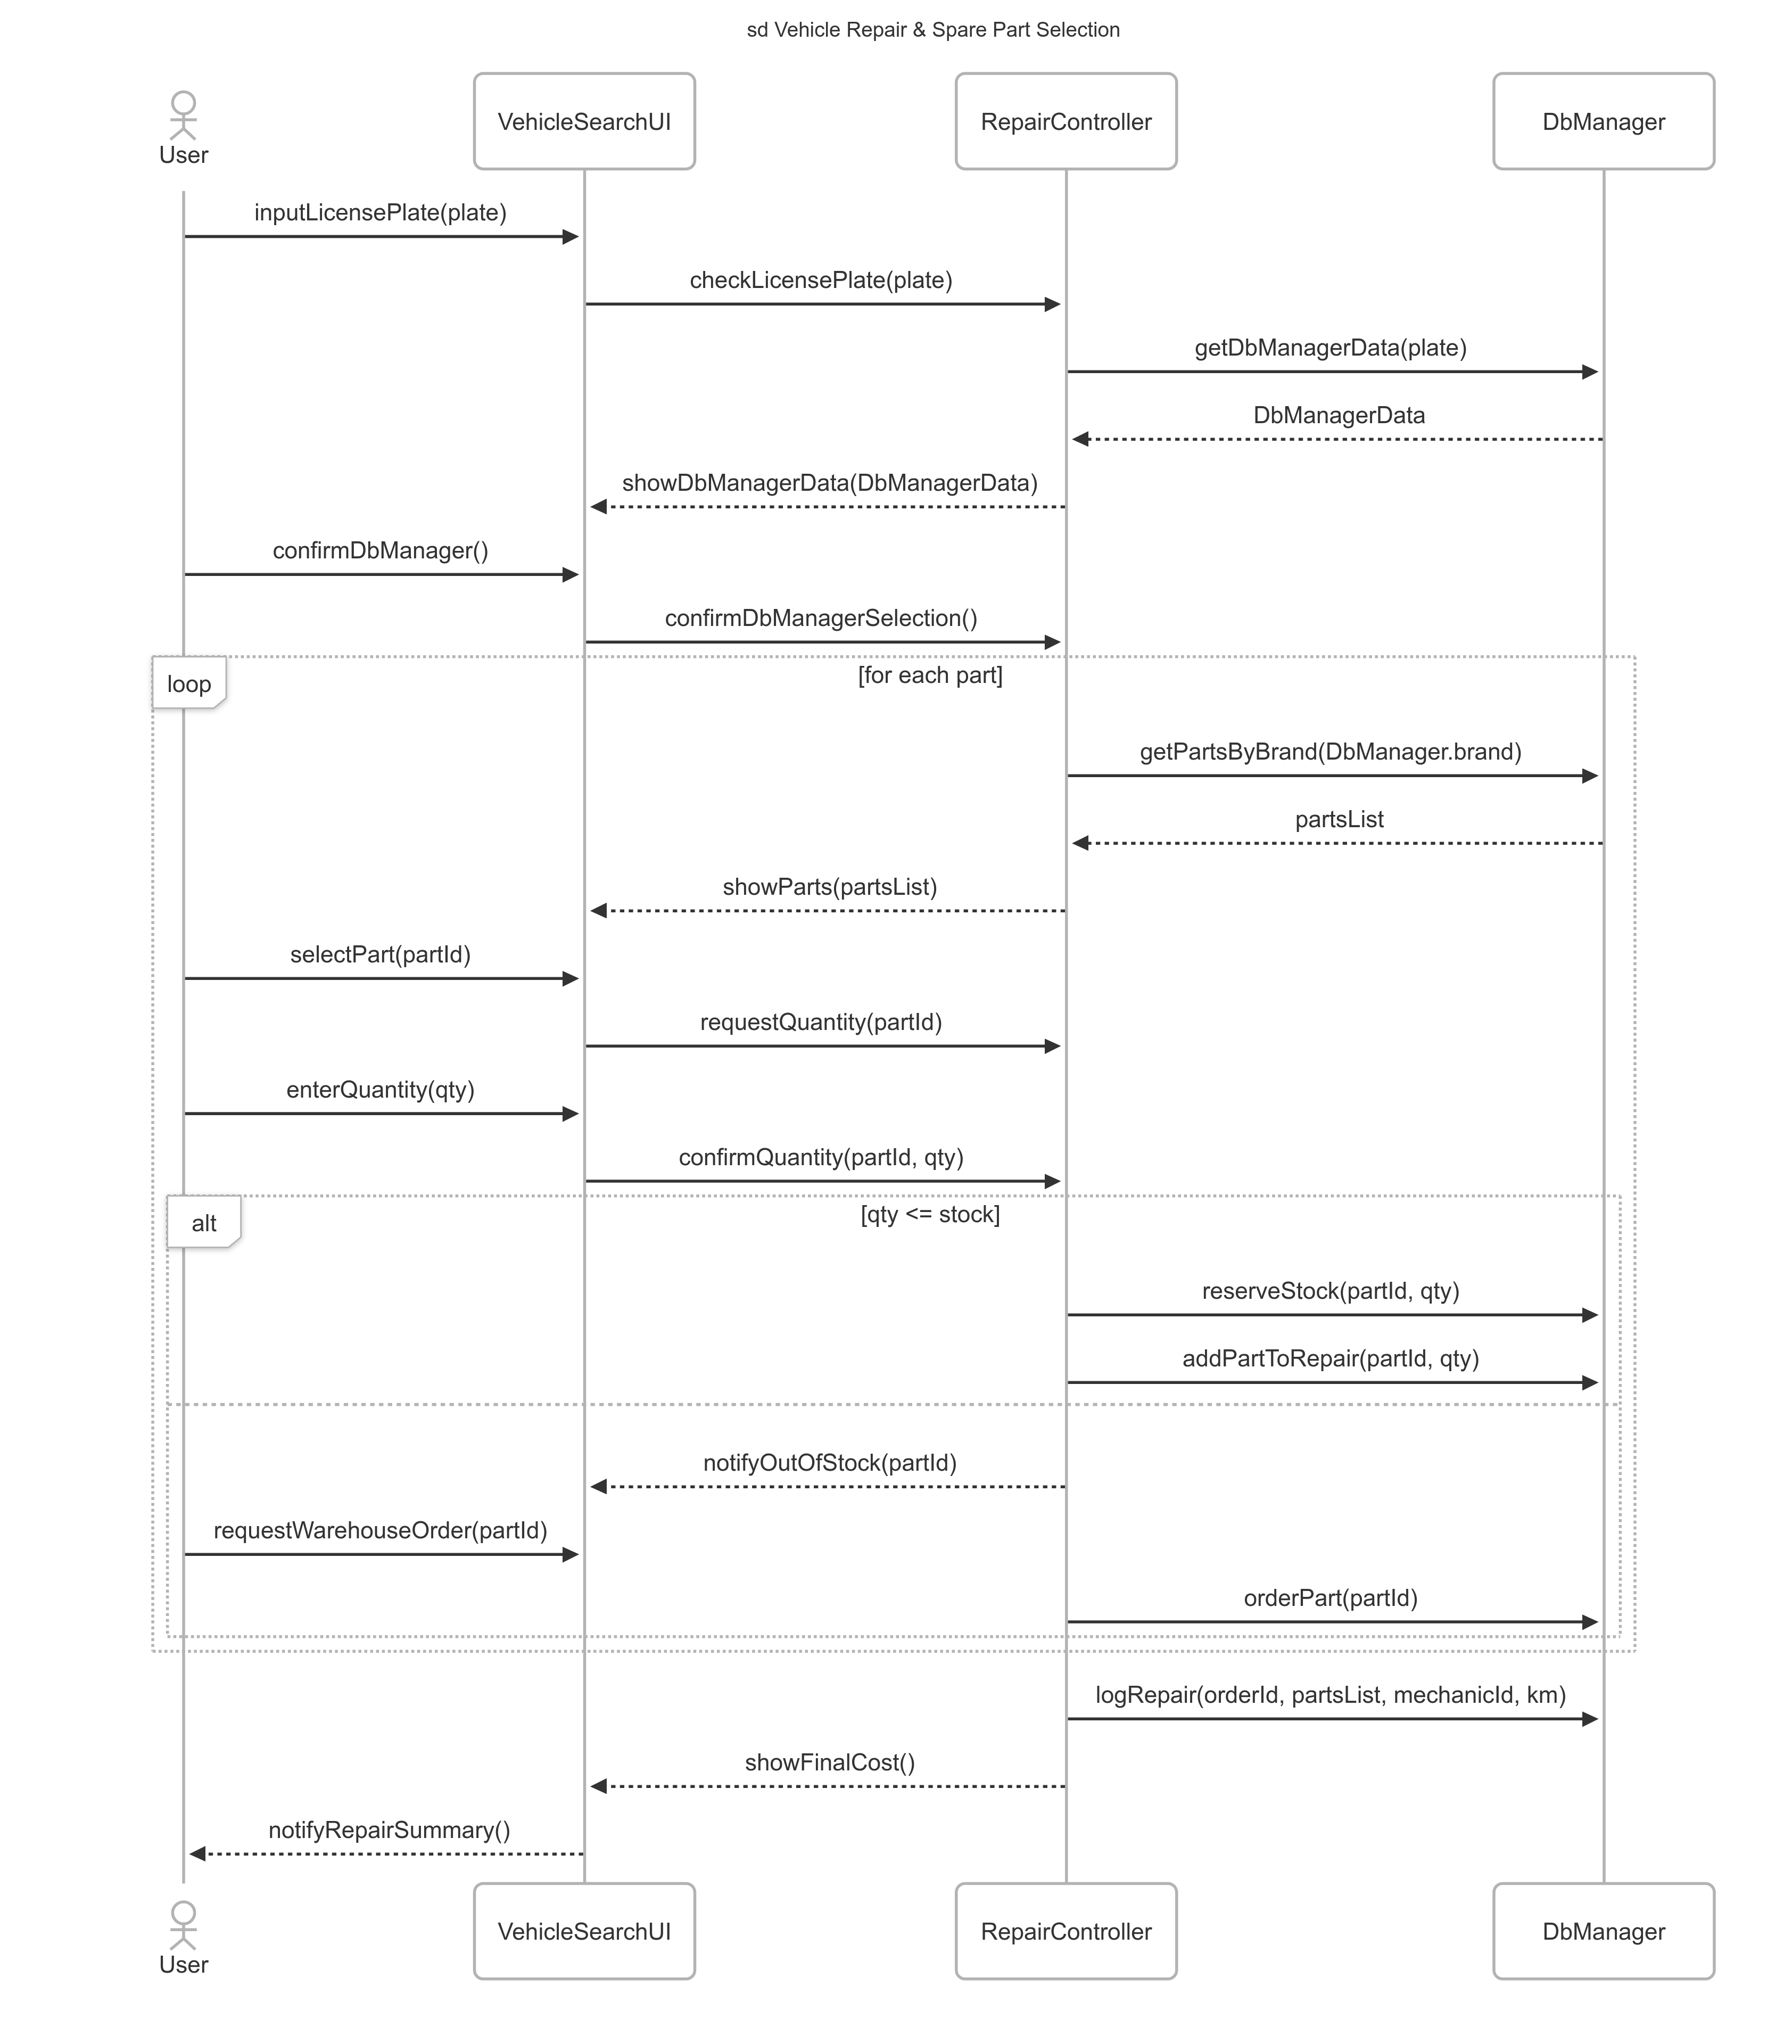 sd Vehicle Repair & Spare Part Selection
User
VehicleSearchUI
RepairController
DbManager
inputLicensePlate(plate)
checkLicensePlate(plate)
getDbManagerData(plate)
DbManagerData
showDbManagerData(DbManagerData)
confirmDbManager()
confirmDbManagerSelection()
loop
[for each part]
getPartsByBrand(DbManager.brand)
partsList
showParts(partsList)
selectPart(partId)
requestQuantity(partId)
enterQuantity(qty)
confirmQuantity(partId, qty)
alt
[qty <= stock]
reserveStock(partId, qty)
addPartToRepair(partId, qty)
notifyOutOfStock(partId)
requestWarehouseOrder(partId)
orderPart(partId)
logRepair(orderId, partsList, mechanicId, km)
showFinalCost()
notifyRepairSummary()
User
VehicleSearchUI
RepairController
DbManager